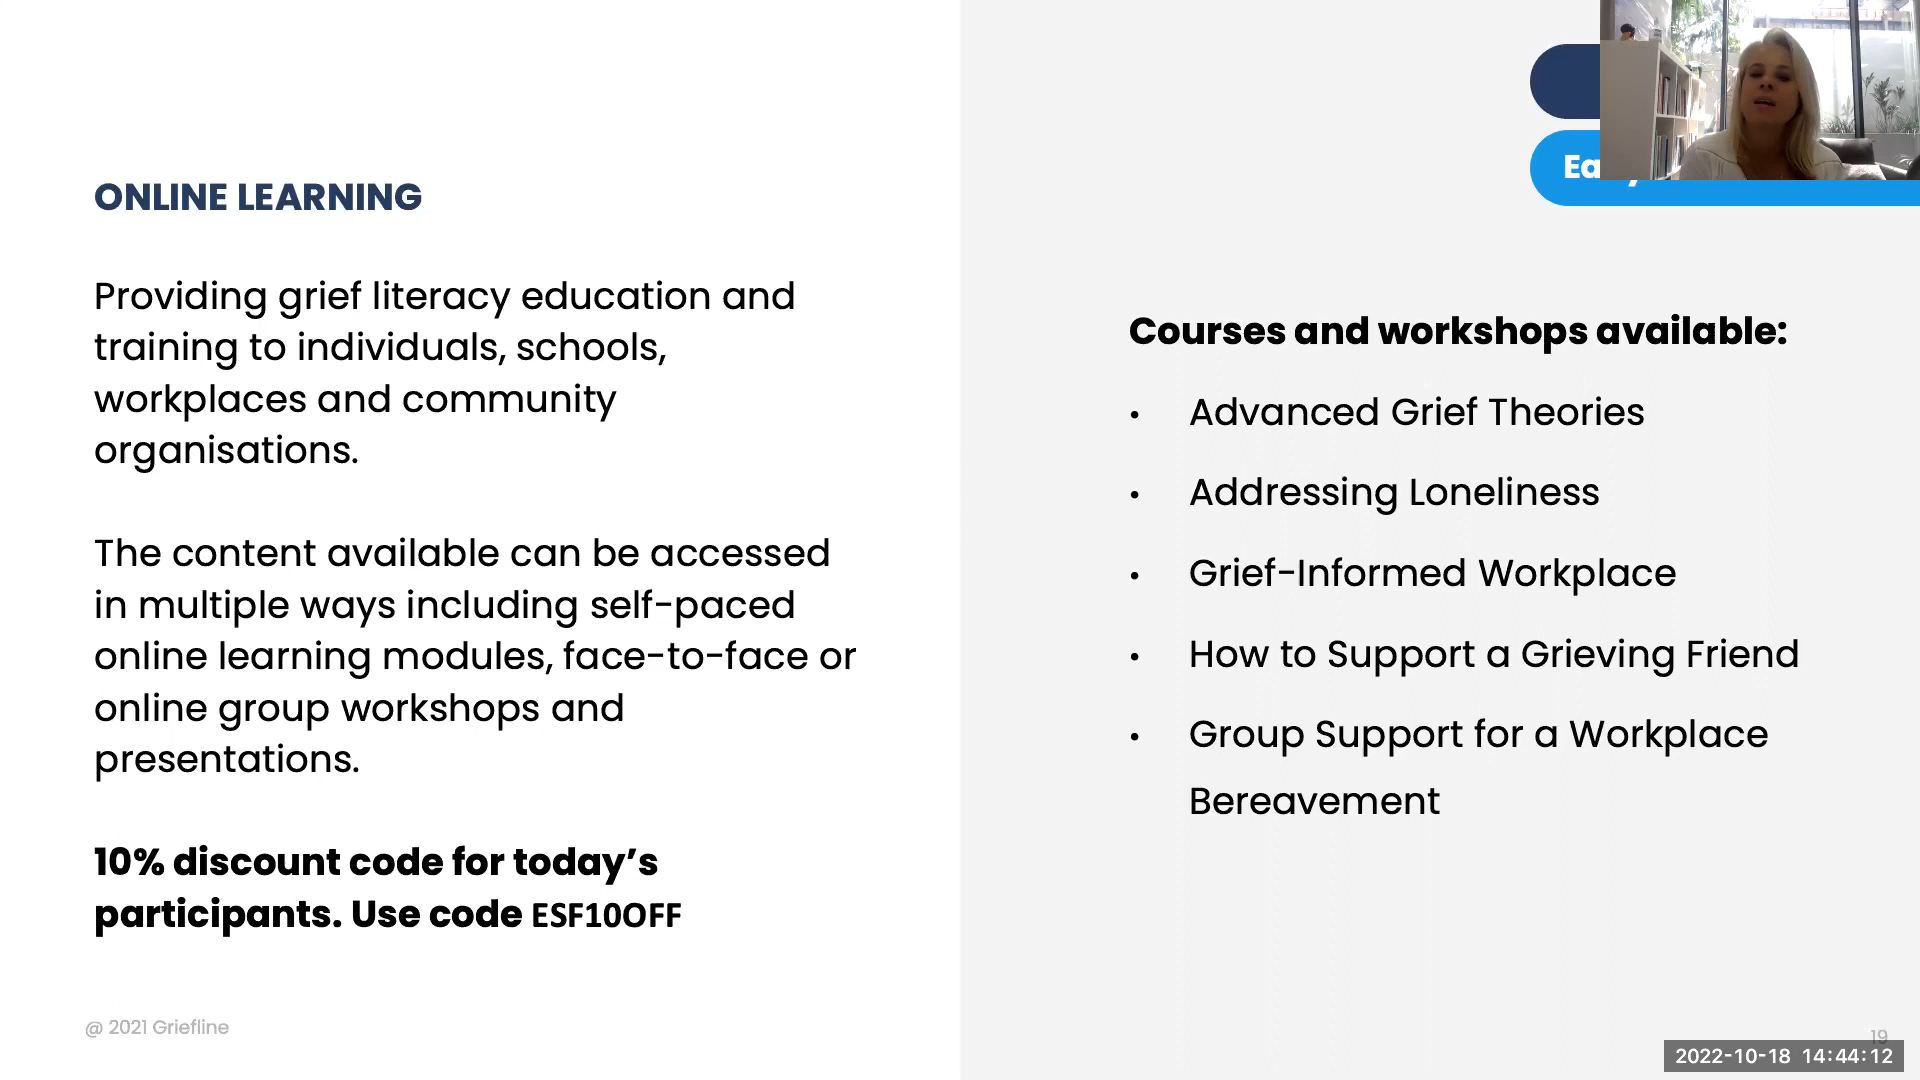 ONLINE LEARNING
Providing grief literacy education and
training to individuals, schools,
workplaces and community
organisations.
The content available can be accessed
in multiple ways including self-paced
online learning modules, face-to-face or
online group workshops and
presentations.
10% discount code for today’s
participants. Use code ESF10OFF
@ 2021 Griefline
Courses and workshops available:
• Advanced Grief Theories
• Addressing Loneliness
• Grief-Informed Workplace
• How to Support a Grieving Friend
• Group Support for a Workplace
Bereavement
19
2022-10-18 14:44:12